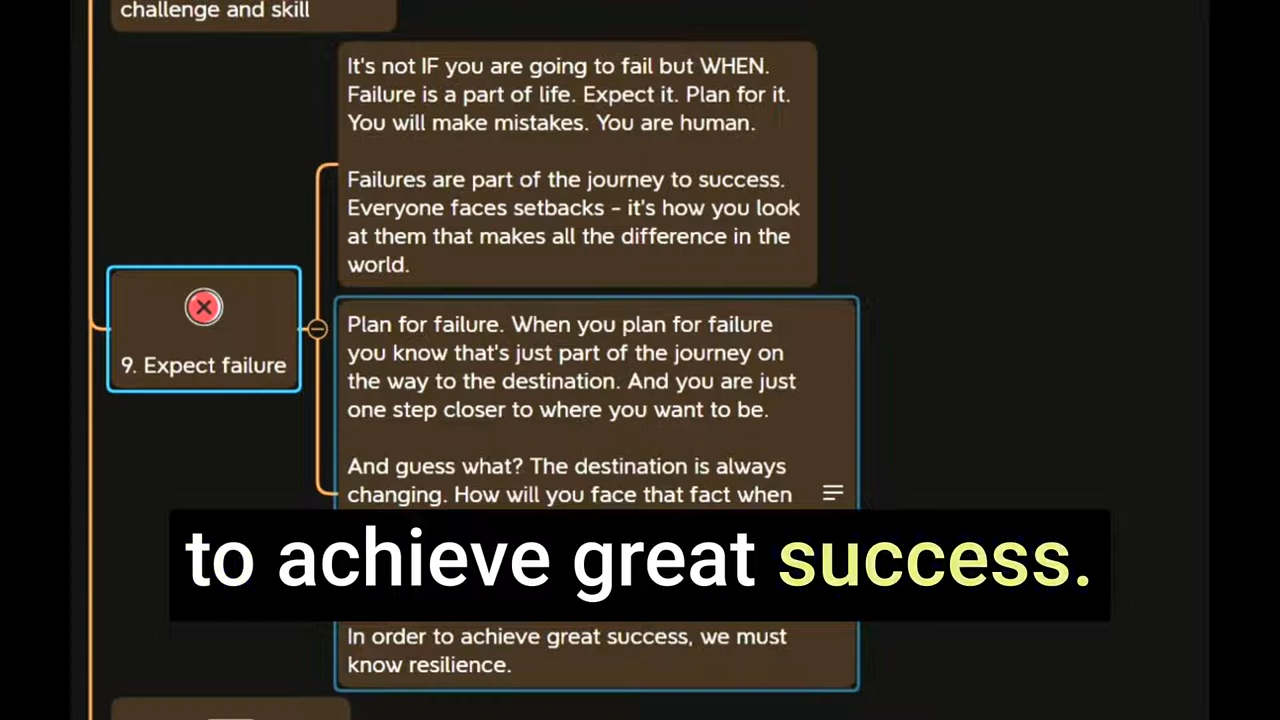 challenge and skill
It's not IF you are going to fail but WHEN.
Failure is a part of life. Expect it. Plan for it.
You will make mistakes. You are human.
Failures are part of the journey to success.
Everyone faces setbacks - it's how you look
at them that makes all the difference in the
world.
9. Expect failure
Plan for failure. When you plan for failure
you know that's just part of the journey on
the way to the destination. And you are just
one step closer to where you want to be.
And guess what? The destination is always
changing. How will you face that fact when
to achieve great success.
In order to achieve great success, we must
know resilience.